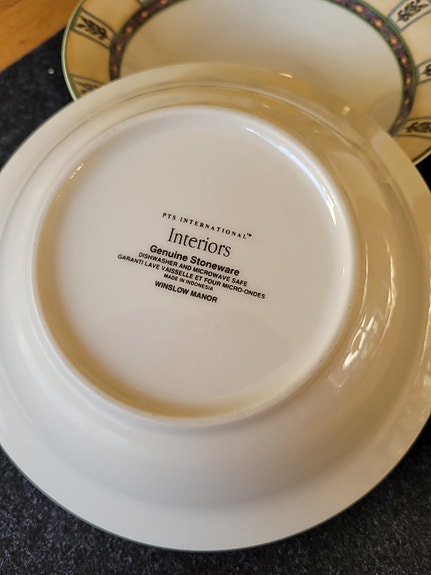 PTS INTERNATIONAL™
Interiors
Genuine Stoneware
DISHWASHER AND MICROWAVE SAFE
GARANTI LAVE VAISSELLE ET FOUR MICRO-ONDES
MADE IN INDONESIA
WINSLOW MANOR